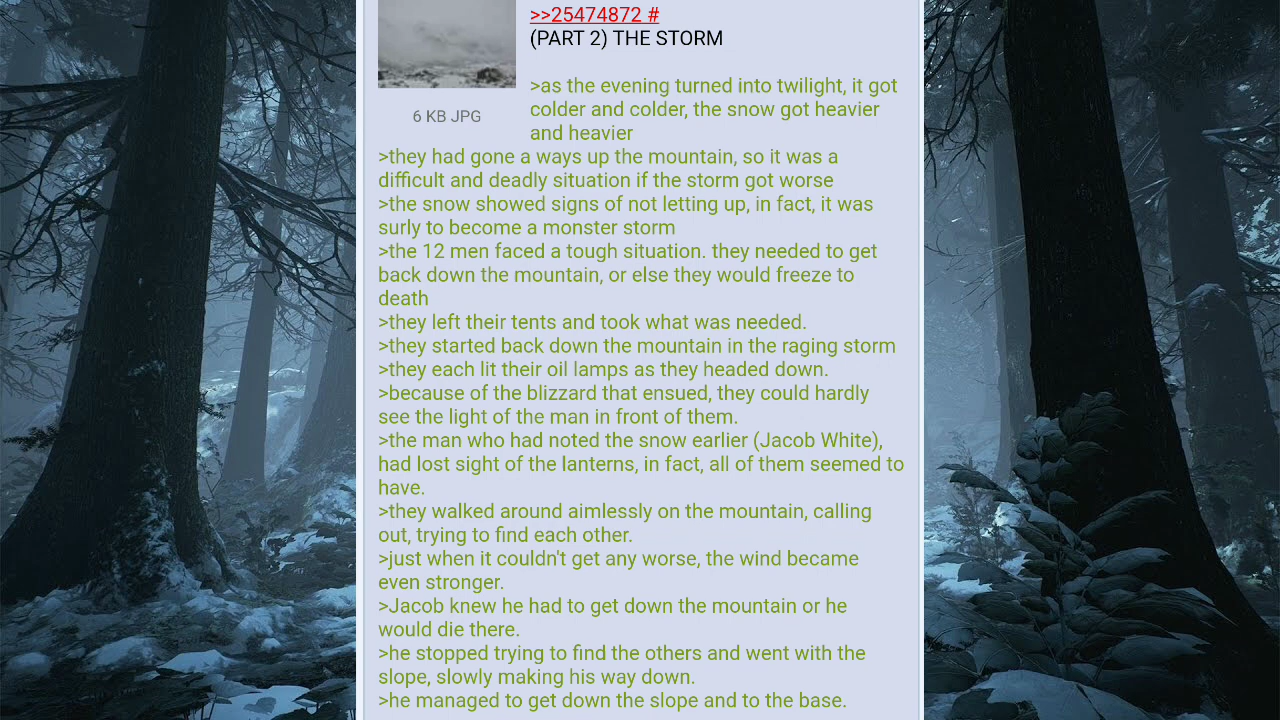 >>25474872 #
(PART 2) THE STORM
>as the evening turned into twilight, it got
colder and colder, the snow got heavier
and heavier
6 KB JPG
>they had gone a ways up the mountain, so it was a
difficult and deadly situation if the storm got worse
>the snow showed signs of not letting up, in fact, it was
surly to become a monster storm
>the 12 men faced a tough situation. they needed to get
back down the mountain, or else they would freeze to
death
>they left their tents and took what was needed.
>they started back down the mountain in the raging storm
>they each lit their oil lamps as they headed down.
>because of the blizzard that ensued, they could hardly
see the light of the man in front of them.
>the man who had noted the snow earlier (Jacob White),
had lost sight of the lanterns, in fact, all of them seemed to
have.
>they walked around aimlessly on the mountain, calling
out, trying to find each other.
>just when it couldn't get any worse, the wind became
even stronger.
>Jacob knew he had to get down the mountain or he
would die there.
>he stopped trying to find the others and went with the
slope, slowly making his way down.
>he managed to get down the slope and to the base.